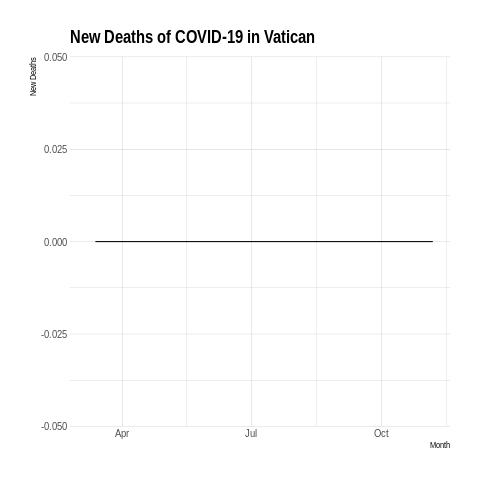 New Deaths of COVID-19 in Vatican
New Deaths
0.050
0.025
0.000
-0.025
-0.050
Apr
Jul
Oct
Month